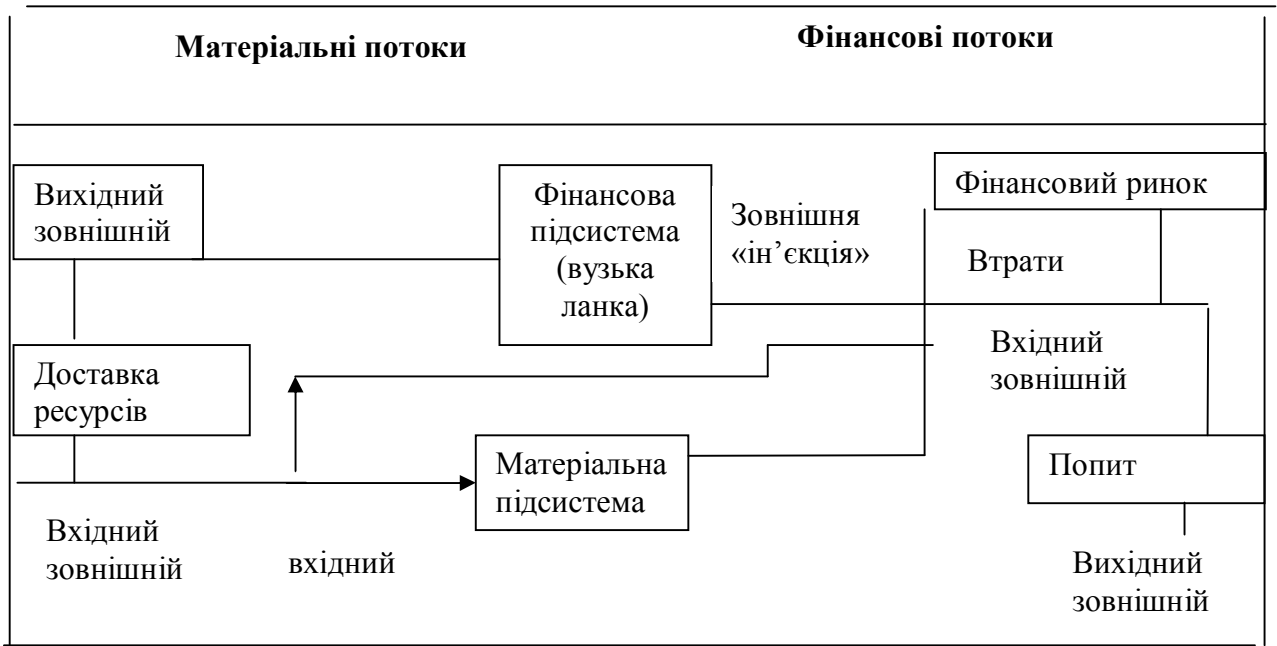 Матеріальні потоки
Фінансові потоки
Вихідний
зовнішній
Фінансова
підсистема
(вузька
ланка)
Зовнішня
«ін’єкція»
Фінансовий ринок
Втрати
Доставка
ресурсів
Вхідний
зовнішній
Матеріальна
підсистема
Попит
Вхідний
зовнішній
вхідний
Вихідний
зовнішній